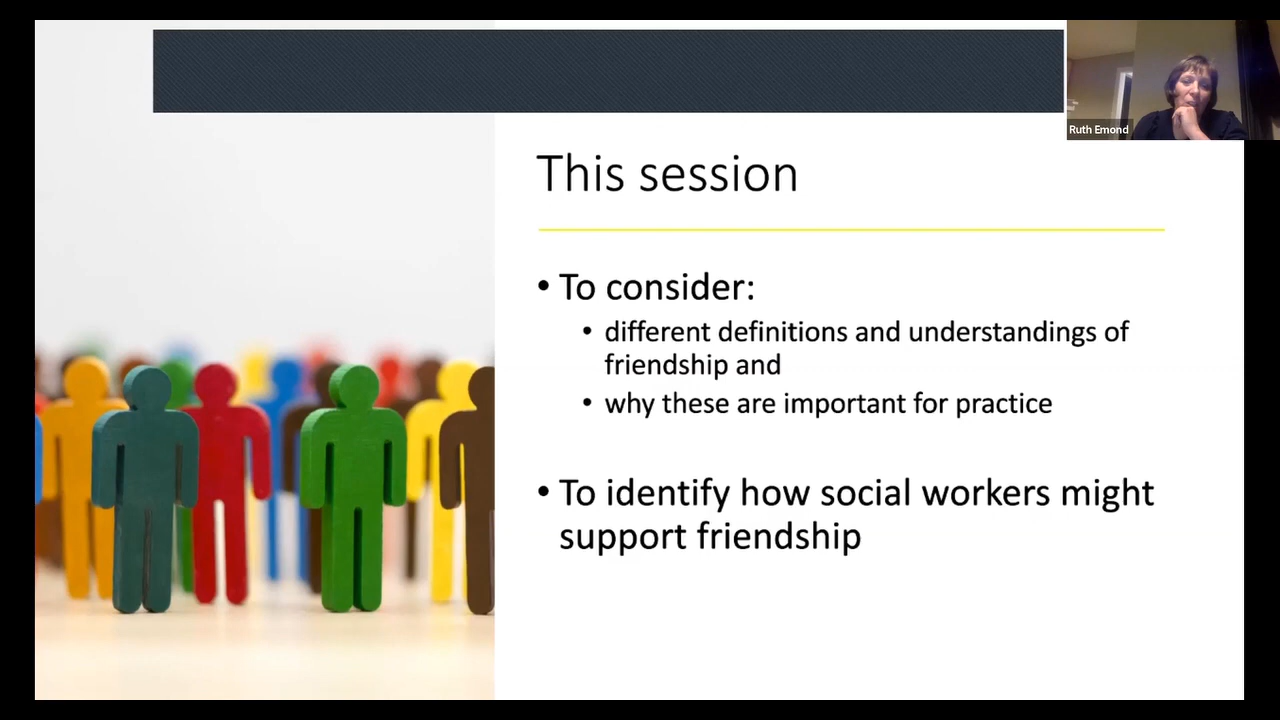 Ruth Emond
This session
• To consider:
• different definitions and understandings of
friendship and
• why these are important for practice
• To identify how social workers might
support friendship